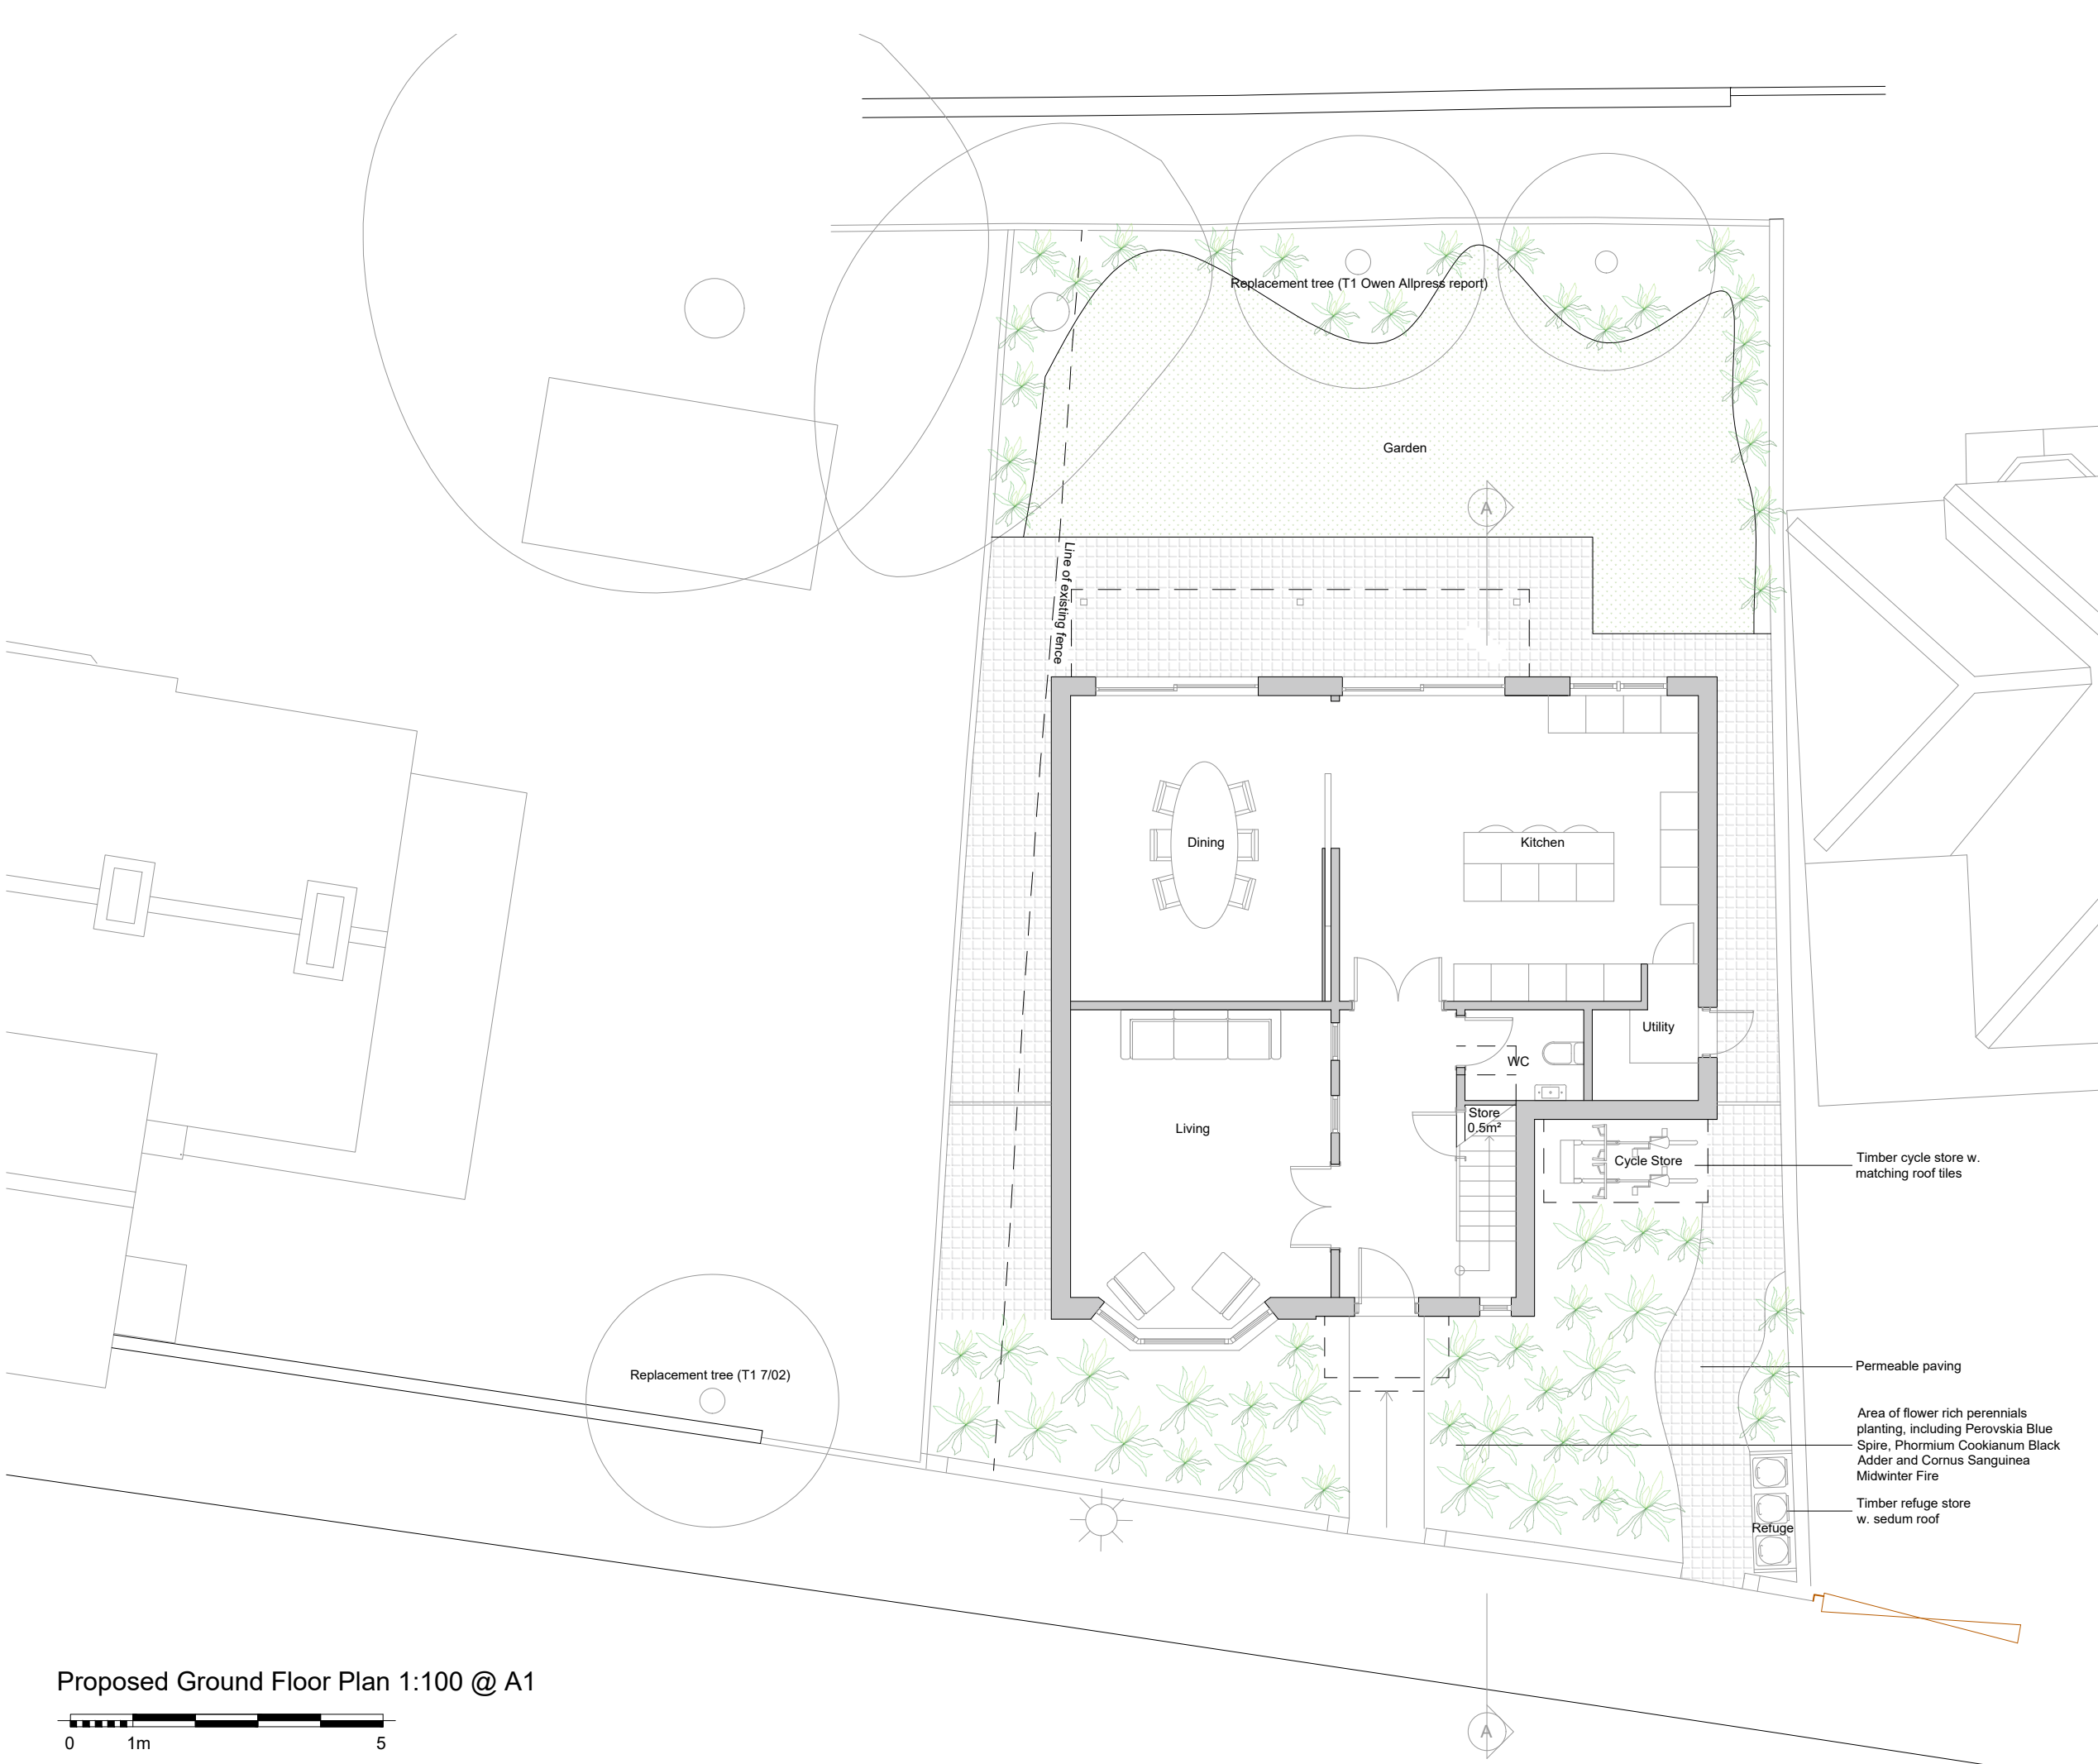 Replacement tree (T1 Owen Allpress report)
Garden
A
Line of existing fence
Dining
Kitchen
Utility
WC
Store
0.5m²
Living
Cycle Store
Timber cycle store w.
matching roof tiles
Replacement tree (T1 7/02)
Permeable paving
Area of flower rich perennials
planting, including Perovskia Blue
Spire, Phormium Cookianum Black
Adder and Cornus Sanguinea
Midwinter Fire
Timber refuge store
w. sedum roof
Refuge
Proposed Ground Floor Plan 1:100 @ A1
0 1m 5
A